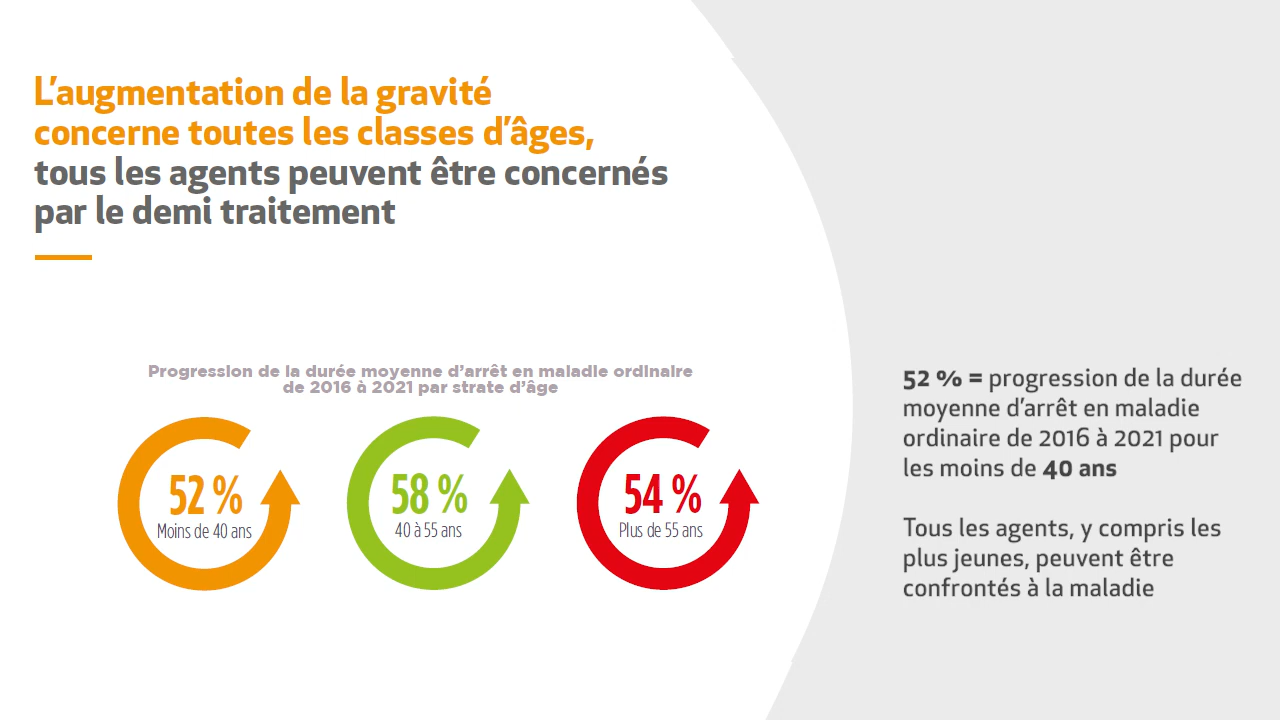 L'augmentation de la gravité
concerne toutes les classes d'âges,
tous les agents peuvent être concernés
par le demi traitement
Progression de la durée moyenne d'arrêt en maladie ordinaire
de 2016 à 2021 par strate d'âge
52 %
Moins de 40 ans
58 %
40 à 55 ans
54 %
Plus de 55 ans
52 % = progression de la durée
moyenne d'arrêt en maladie
ordinaire de 2016 à 2021 pour
les moins de 40 ans
Tous les agents, y compris les
plus jeunes, peuvent être
confrontés à la maladie